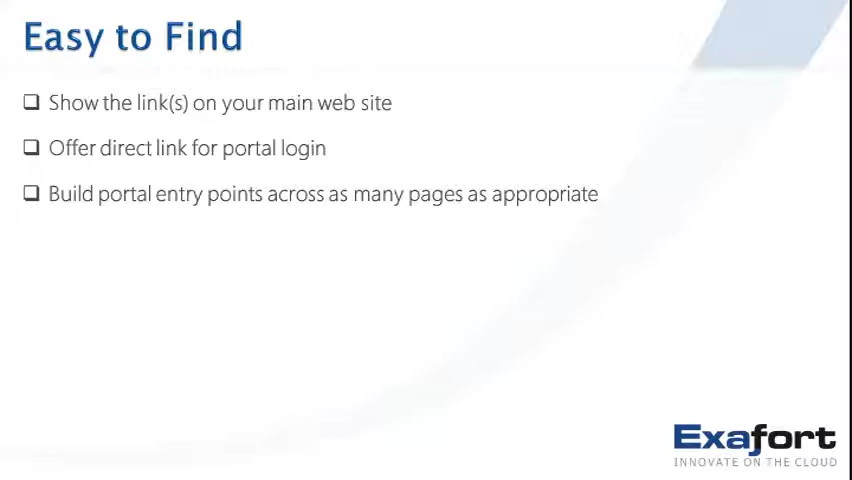 Easy to Find
Show the link(s) on your main web site
Offer direct link for portal login
Build portal entry points across as many pages as appropriate
Exafort
INNOVATE ON THE CLOUD